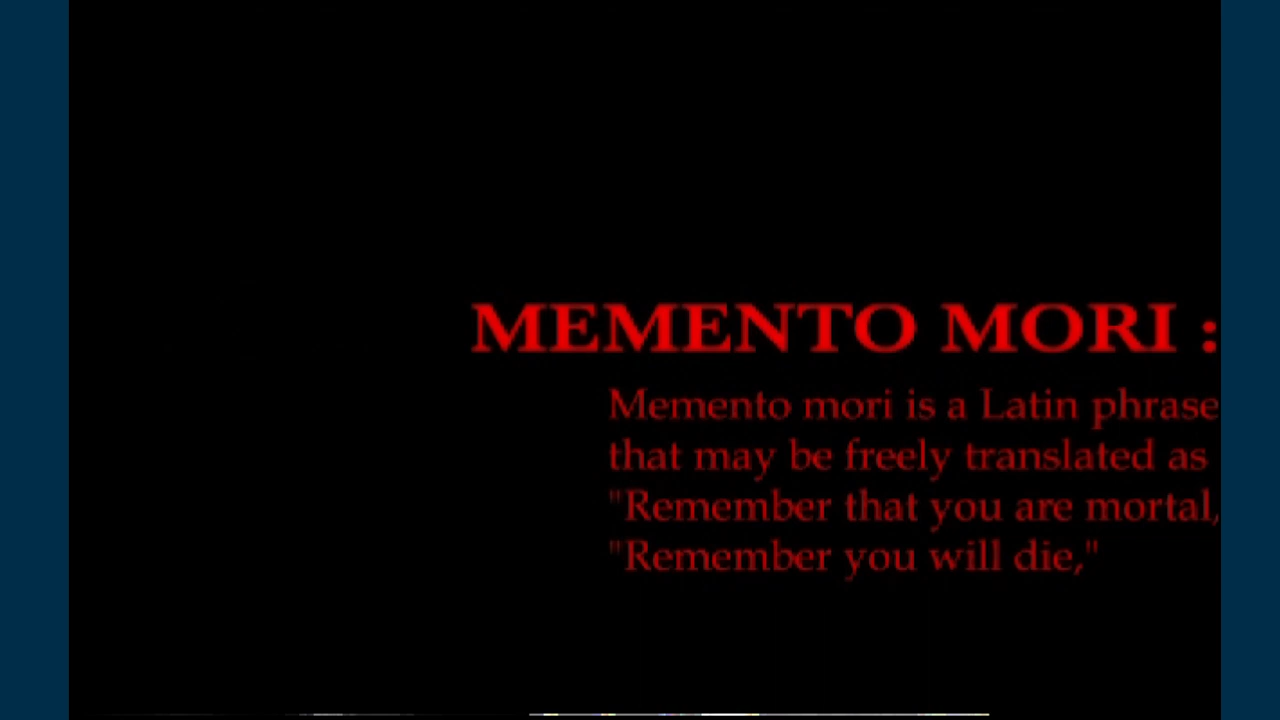 MEMENTO MORI :
Memento mori is a Latin phrase
that may be freely translated as
"Remember that you are mortal,
"Remember you will die,"